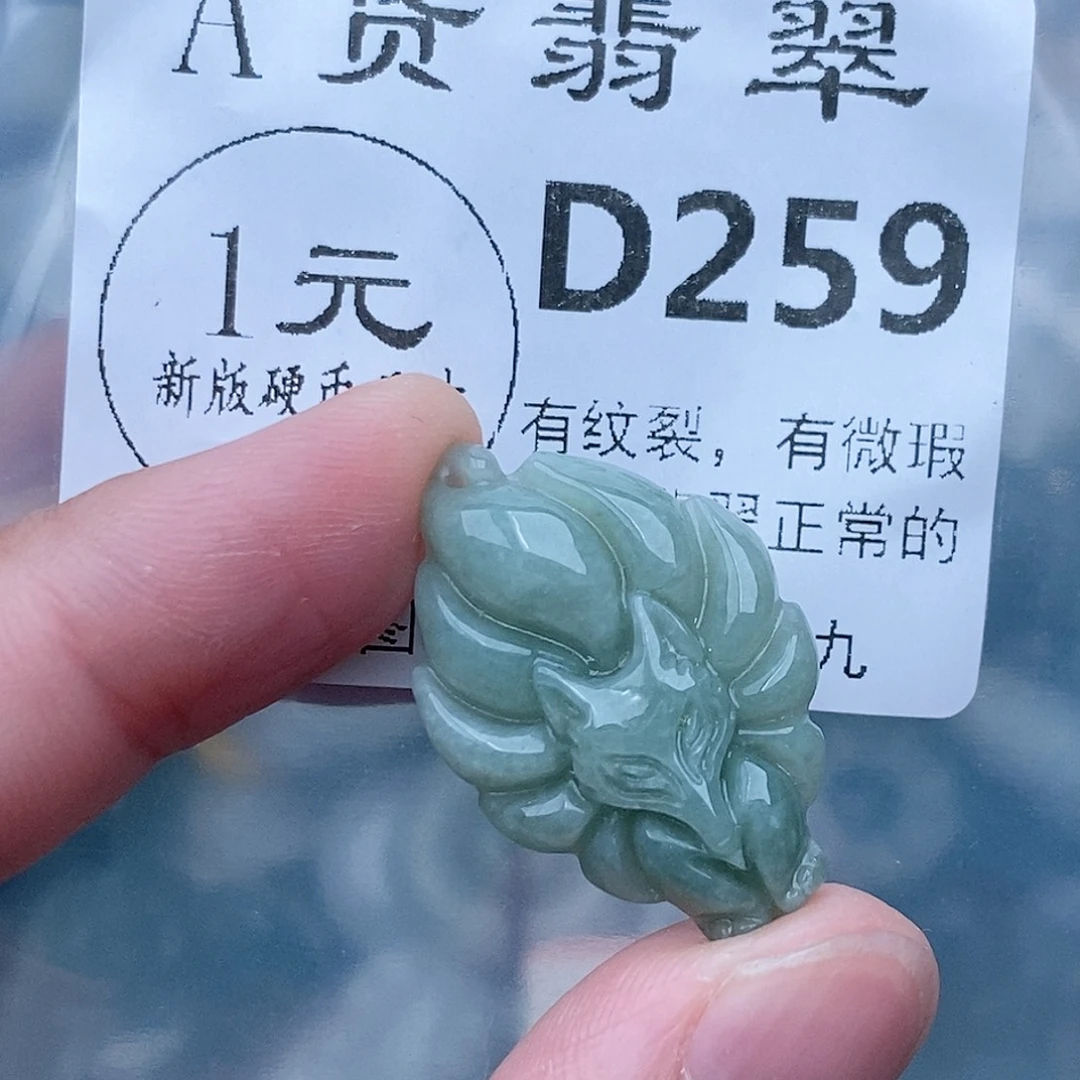 A货翡翠
D259
1元
新版硬币
有纹裂，有微瑕
翠正常的
九